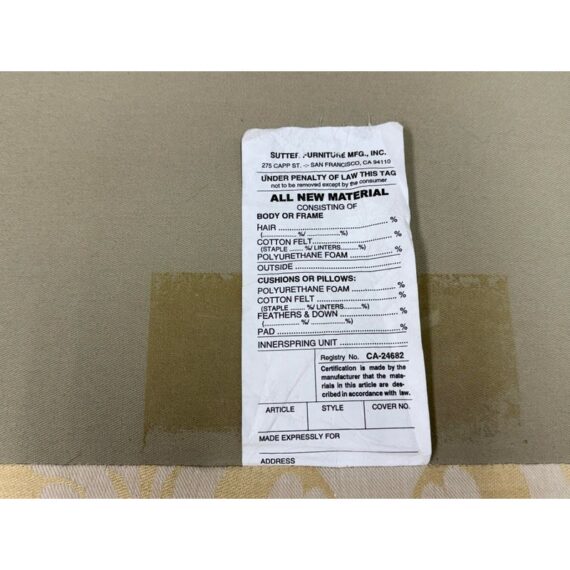 SUTTER FURNITURE MFG., INC.
275 CAPP ST. -:- SAN FRANCISCO, CA 94110
UNDER PENALTY OF LAW THIS TAG
not to be removed except by the consumer
ALL NEW MATERIAL
CONSISTING OF
BODY OR FRAME
HAIR .................... %
(............%/ ............%)
COTTON FELT .................... %
(STAPLE ....... %/ LINTERS.......%)
POLYURETHANE FOAM ............ %
OUTSIDE ....................
CUSHIONS OR PILLOWS:
POLYURETHANE FOAM ............ %
COTTON FELT .................... %
(STAPLE ....... %/ LINTERS.......%)
FEATHERS & DOWN ............ %
(............%/ ............%)
PAD .................... %
INNERSPRING UNIT ....................
Registry No. CA-24682
Certification is made by the
manufacturer that the mate-
rials in this article are des-
cribed in accordance with law.
ARTICLE STYLE COVER NO.
MADE EXPRESSLY FOR
ADDRESS